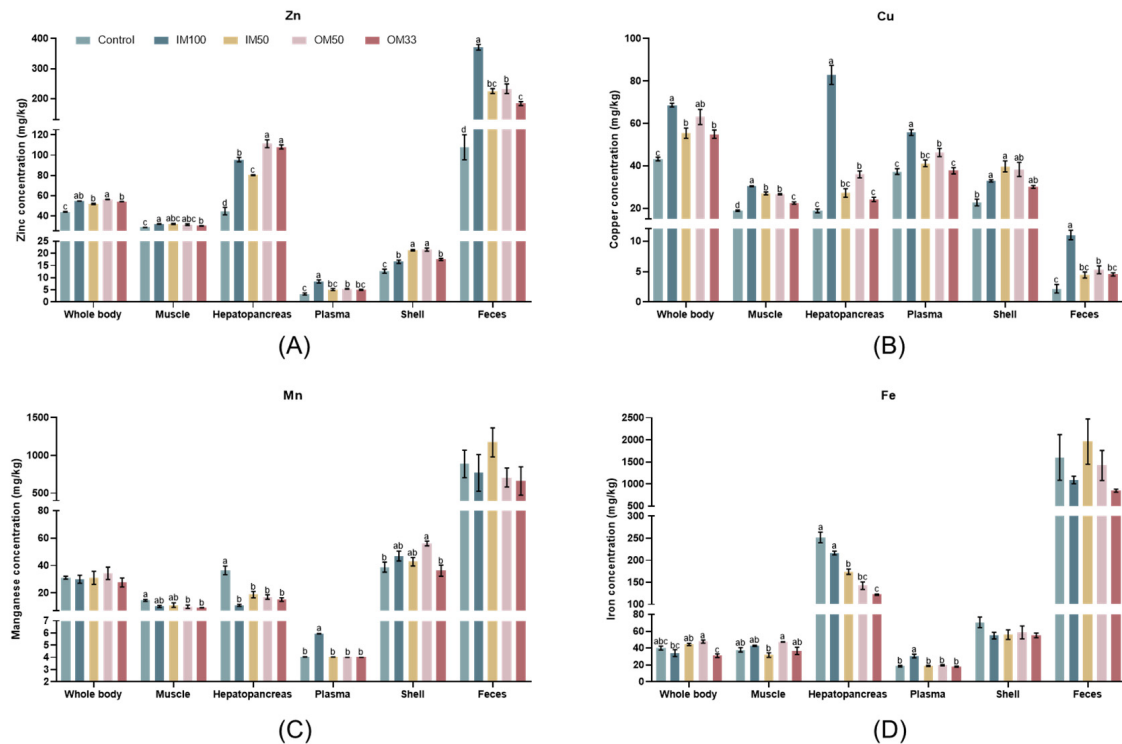 Zn
Control IM100 IM50 OM50 OM33
Zinc concentration (mg/kg)
400
300
200
120
100
80
60
40
25
20
15
10
5
0
c ab b a b
c a abc abc b
d b c a a
c a bc b bc
c b a a b
d a bc b c
Whole body Muscle Hepatopancreas Plasma Shell Feces
(A)
Cu
Copper concentration (mg/kg)
100
80
60
40
20
10
5
0
c a b ab b
d a b b c
c a bc b c
c a bc b c
c a a ab ab
c a bc b bc
Whole body Muscle Hepatopancreas Plasma Shell Feces
(B)
Mn
Manganese concentration (mg/kg)
1500
1000
500
80
60
40
20
7
6
5
4
3
2
a ab ab b b
a b b b b
b a b b b
b ab ab a b
Whole body Muscle Hepatopancreas Plasma Shell Feces
(C)
Fe
Iron concentration (mg/kg)
2500
2000
1500
1000
500
300
250
200
150
100
80
60
40
20
0
abc bc ab a c
ab ab b a ab
a a b bc c
b a b b b
Whole body Muscle Hepatopancreas Plasma Shell Feces
(D)